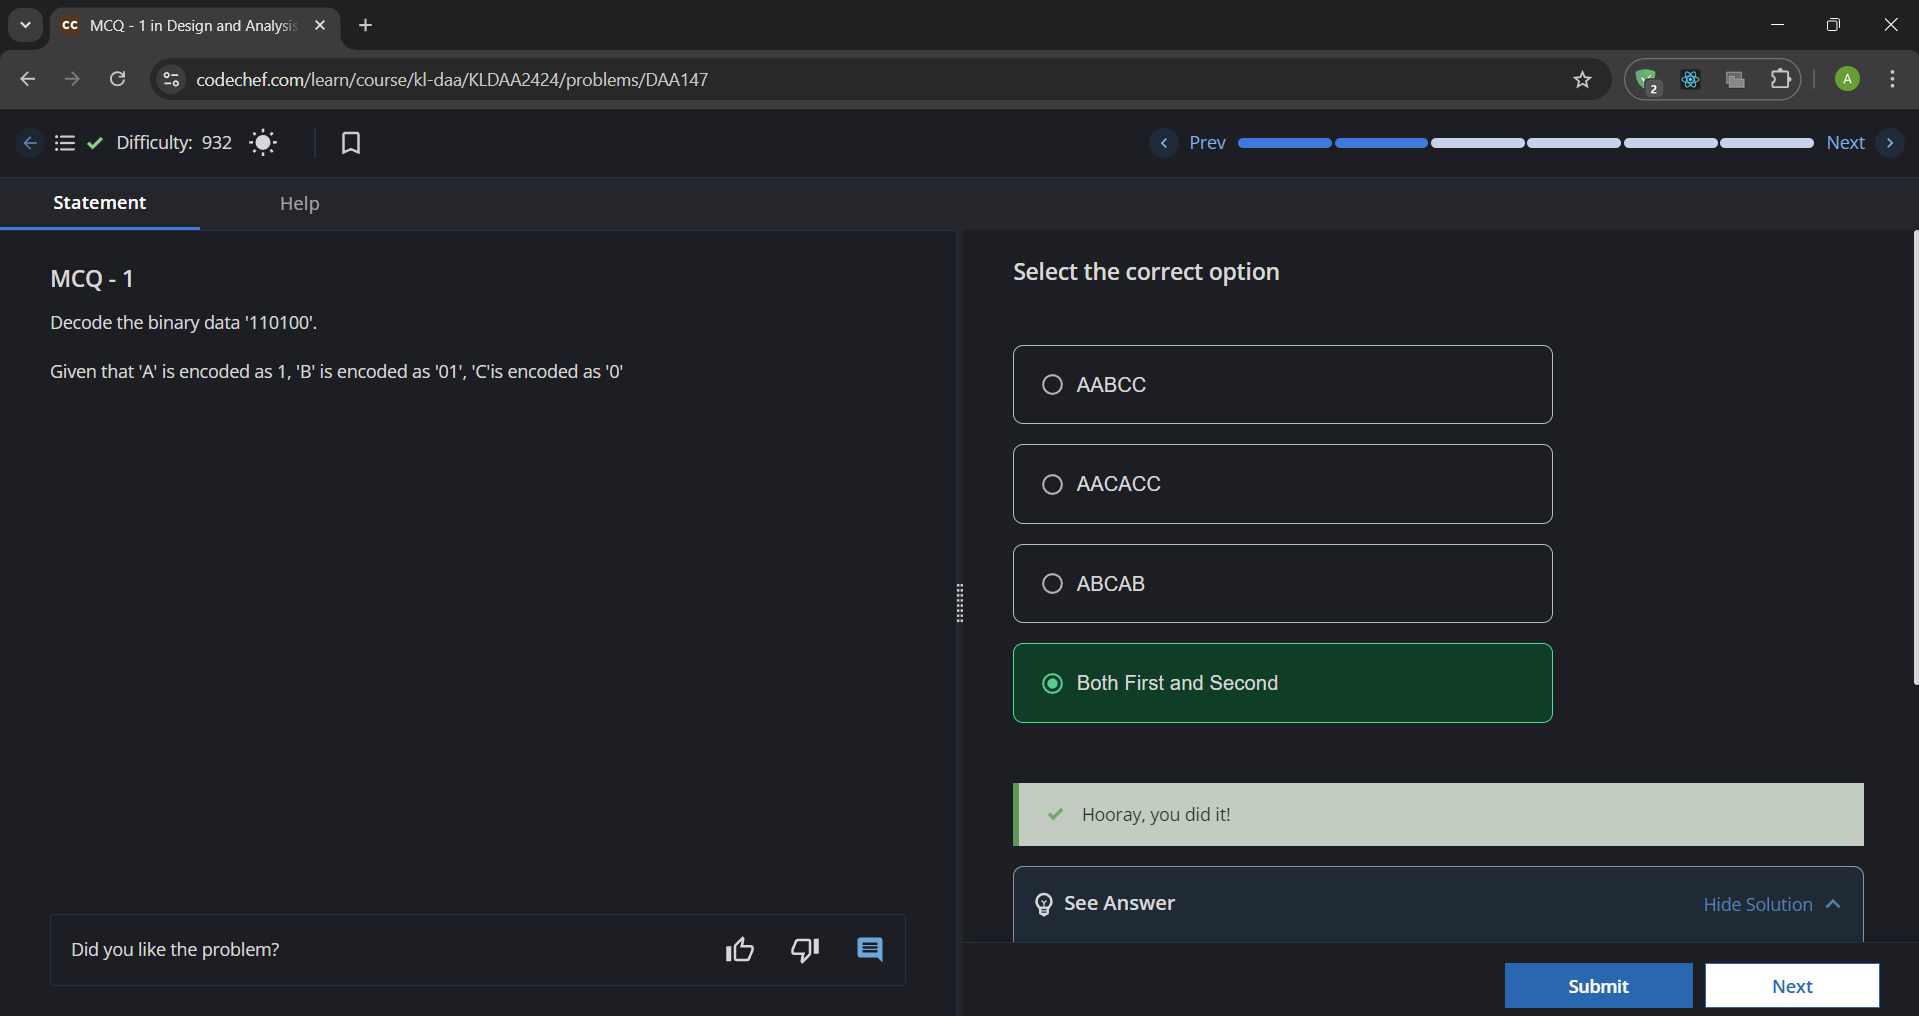 CC MCQ - 1 in Design and Analysis
codechef.com/learn/course/kl-daa/KLDAA2424/problems/DAA147
2
A
Difficulty: 932
Prev
Next
Statement
Help
MCQ - 1
Decode the binary data '110100'.
Given that 'A' is encoded as 1, 'B' is encoded as '01', 'C'is encoded as '0'
Did you like the problem?
Select the correct option
AABCC
AACACC
ABCAB
Both First and Second
Hooray, you did it!
See Answer
Hide Solution
Submit
Next